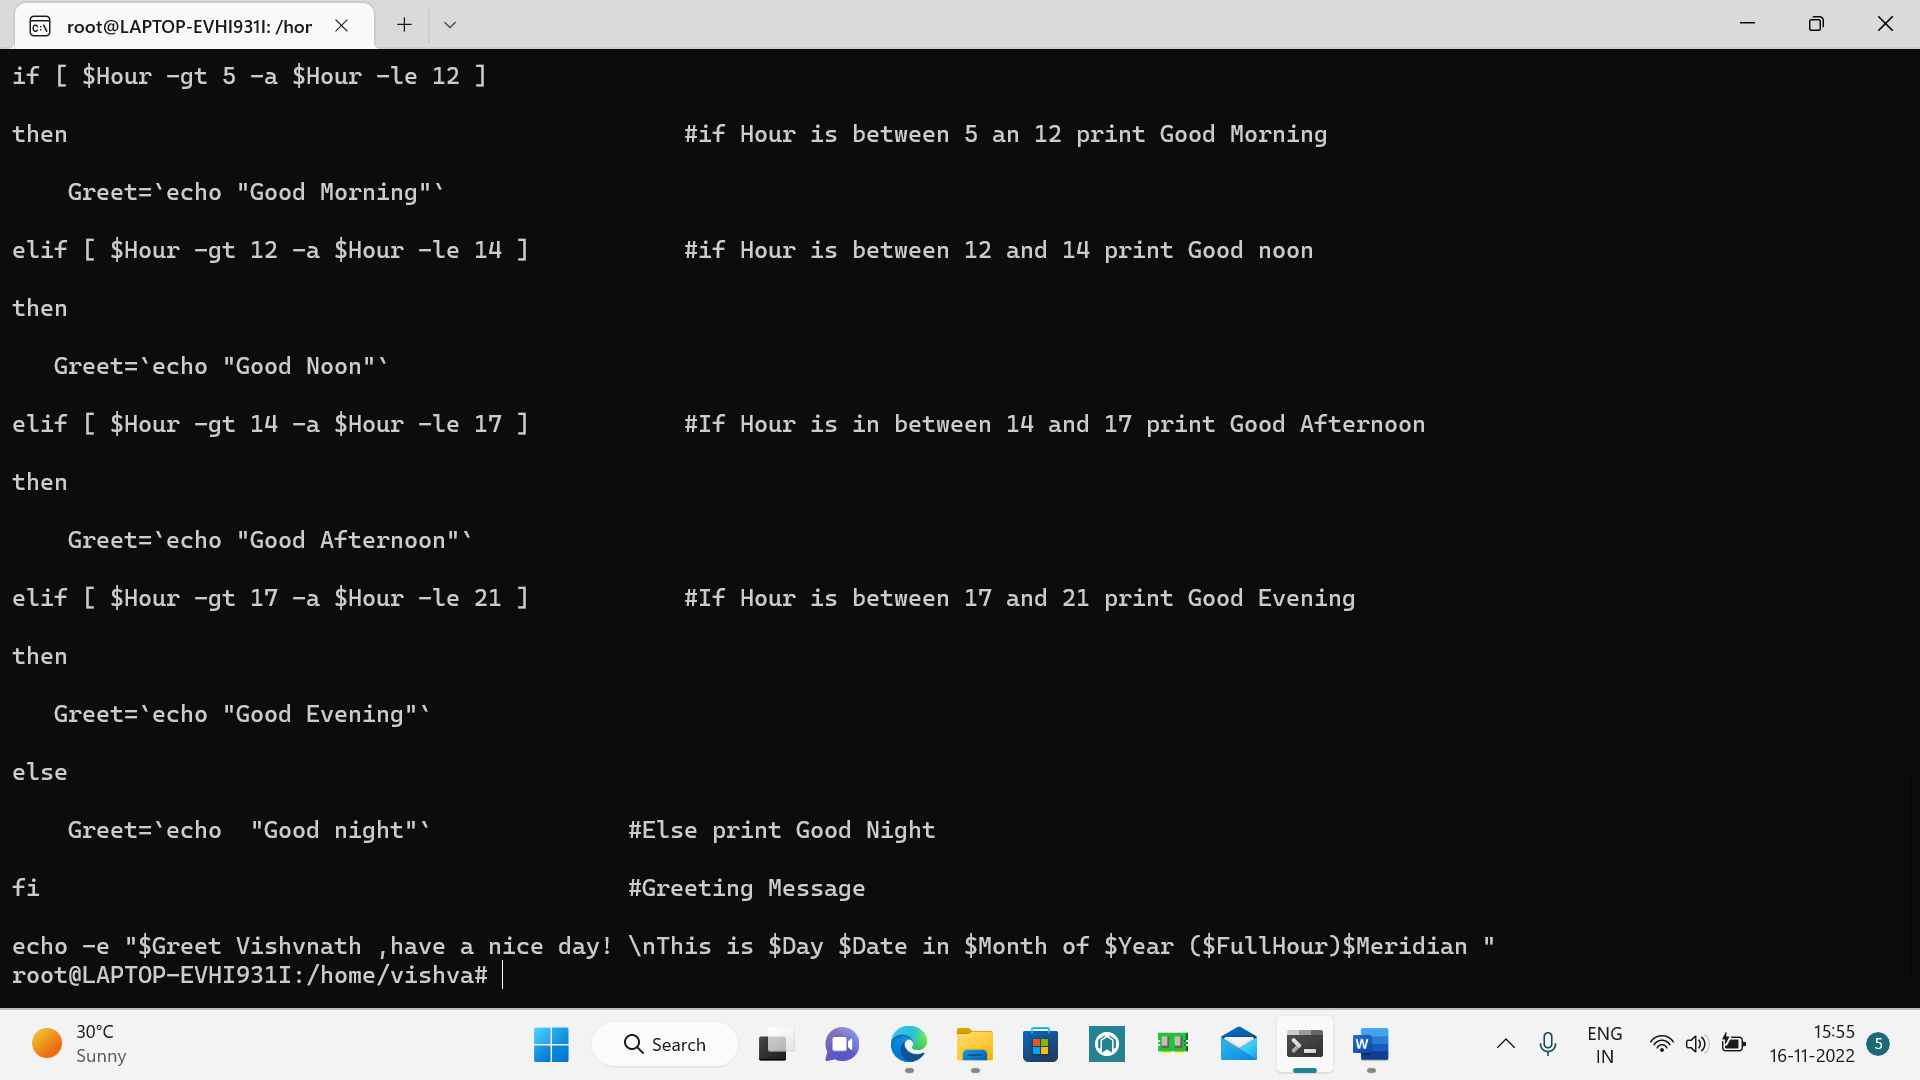 root@LAPTOP-EVHI931I: /hor
if [ $Hour -gt 5 -a $Hour -le 12 ]
then #if Hour is between 5 an 12 print Good Morning
Greet=`echo "Good Morning"`
elif [ $Hour -gt 12 -a $Hour -le 14 ] #if Hour is between 12 and 14 print Good noon
then
Greet=`echo "Good Noon"`
elif [ $Hour -gt 14 -a $Hour -le 17 ] #If Hour is in between 14 and 17 print Good Afternoon
then
Greet=`echo "Good Afternoon"`
elif [ $Hour -gt 17 -a $Hour -le 21 ] #If Hour is between 17 and 21 print Good Evening
then
Greet=`echo "Good Evening"`
else
Greet=`echo  "Good night"` #Else print Good Night
fi #Greeting Message
echo -e "$Greet Vishvnath ,have a nice day! \nThis is $Day $Date in $Month of $Year ($FullHour)$Meridian "
root@LAPTOP-EVHI931I:/home/vishva#
30°C
Sunny
Search
ENG
IN
15:55
16-11-2022
5